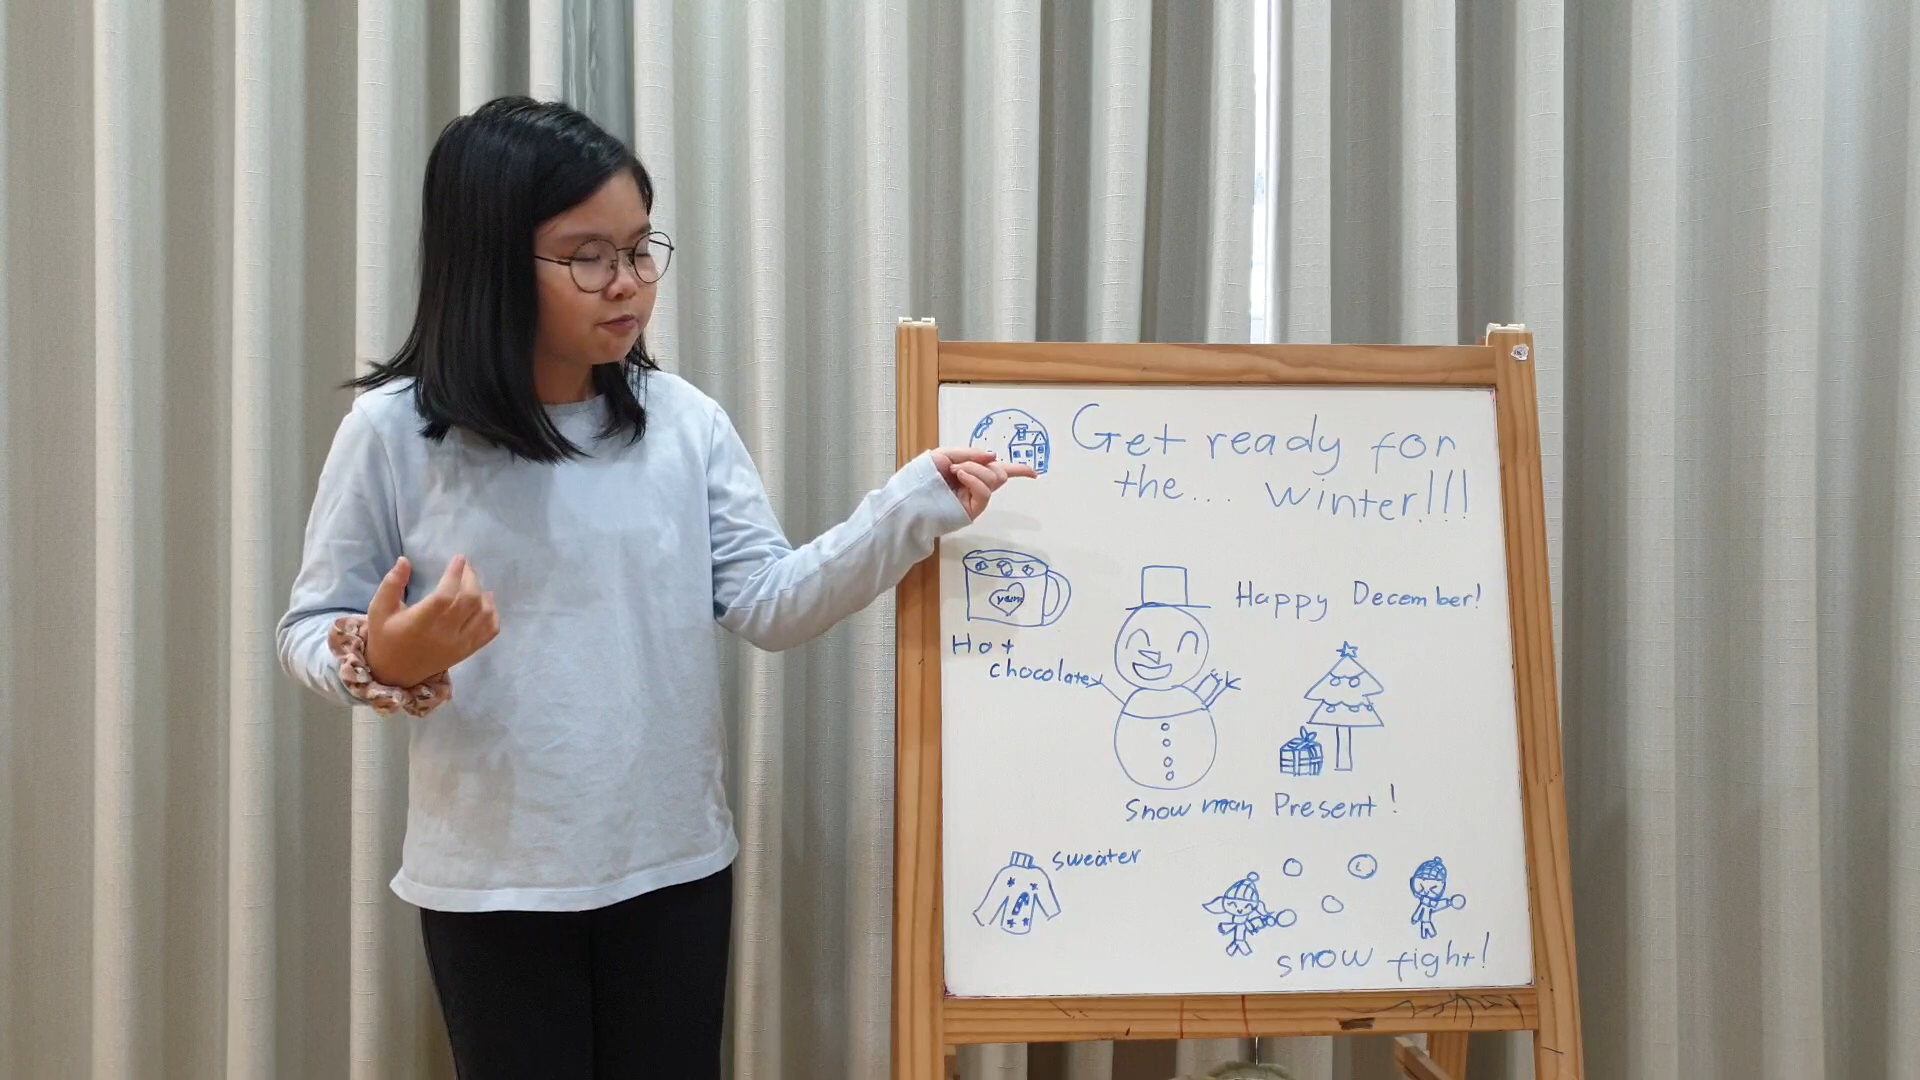 Get ready for
the... winter!!!
yum
Happy December!
Hot
chocolate
Snow man Present!
sweater
snow fight!